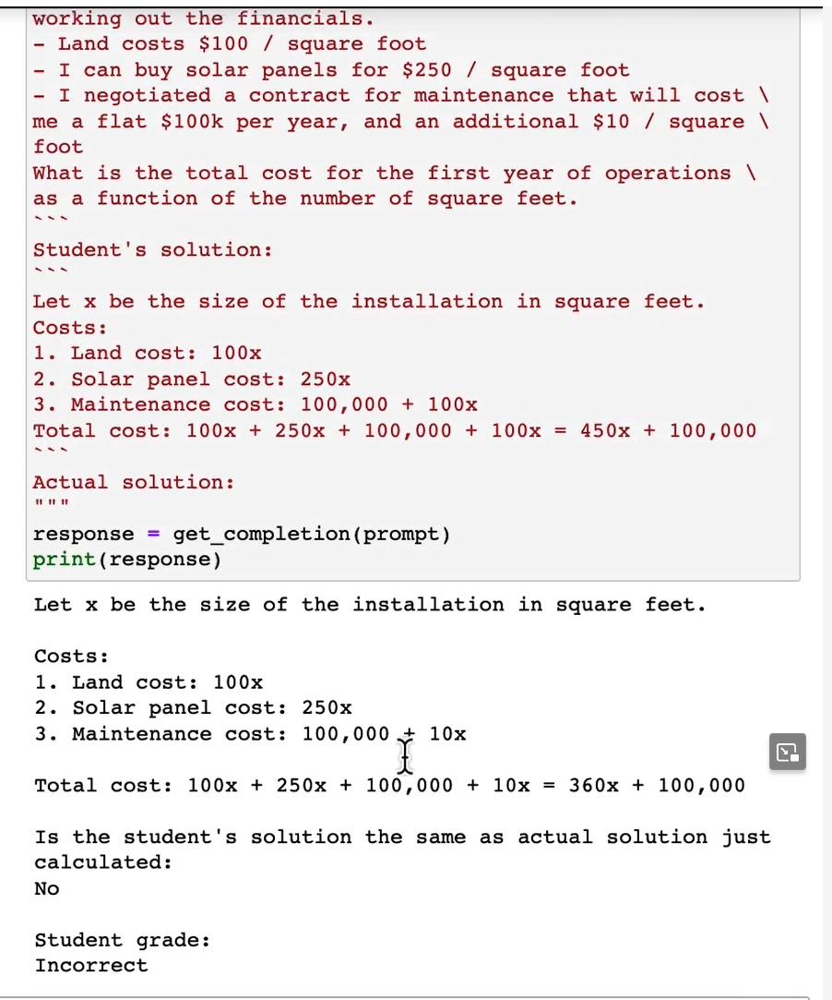 working out the financials.
- Land costs $100 / square foot
- I can buy solar panels for $250 / square foot
- I negotiated a contract for maintenance that will cost \
me a flat $100k per year, and an additional $10 / square \
foot
What is the total cost for the first year of operations \
as a function of the number of square feet.
```
Student's solution:
```
Let x be the size of the installation in square feet.
Costs:
1. Land cost: 100x
2. Solar panel cost: 250x
3. Maintenance cost: 100,000 + 100x
Total cost: 100x + 250x + 100,000 + 100x = 450x + 100,000
```
Actual solution:
"""
response = get_completion(prompt)
print(response)
Let x be the size of the installation in square feet.
Costs:
1. Land cost: 100x
2. Solar panel cost: 250x
3. Maintenance cost: 100,000 + 10x
Total cost: 100x + 250x + 100,000 + 10x = 360x + 100,000
Is the student's solution the same as actual solution just
calculated:
No
Student grade:
Incorrect